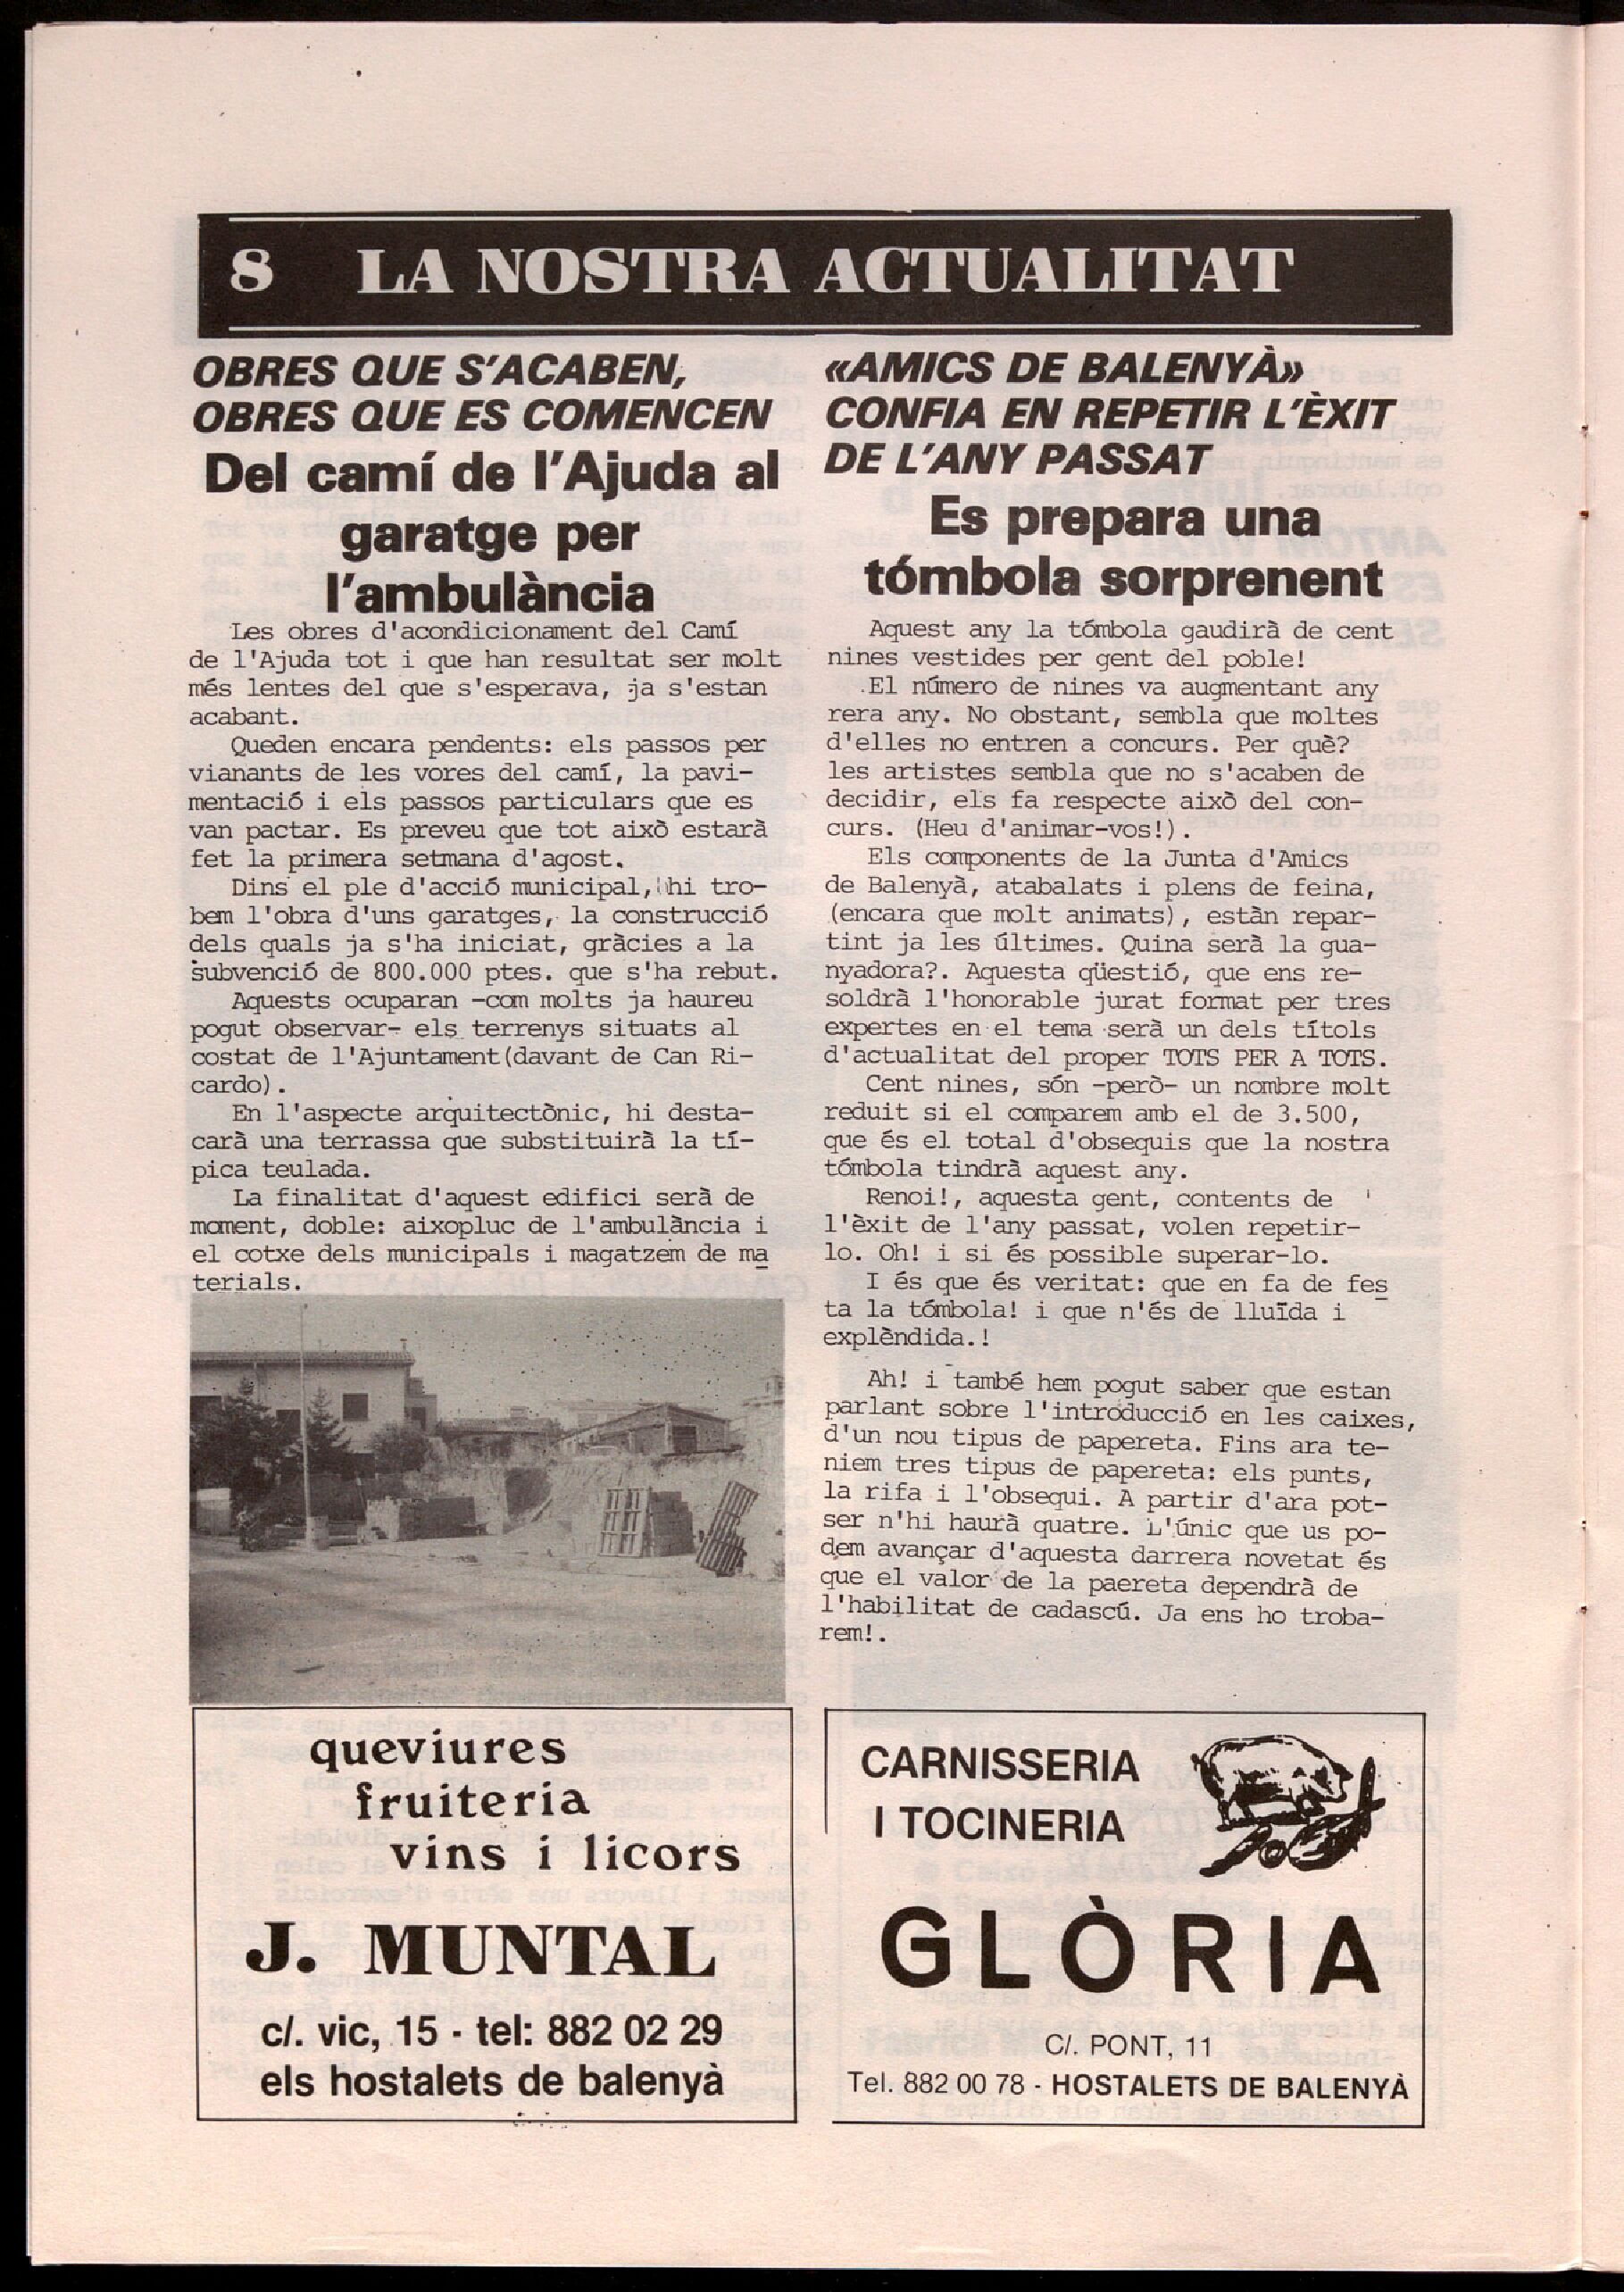 8 LA NOSTRA ACTUALITAT
OBRES QUE S'ACABEN,
OBRES QUE ES COMENCEN
Del camí de l'Ajuda al
garatge per
l'ambulància
Les obres d'acondicionament del Camí
de l'Ajuda tot i que han resultat ser molt
més lentes del que s'esperava, ja s'estan
acabant.
Queden encara pendents: els passos per
vianants de les vores del camí, la pavi-
mentació i els passos particulars que es
van pactar. Es preveu que tot això estarà
fet la primera setmana d'agost.
Dins el ple d'acció municipal, hi tro-
bem l'obra d'uns garatges, la construcció
dels quals ja s'ha iniciat, gràcies a la
subvenció de 800.000 ptes. que s'ha rebut.
Aquests ocuparan -com molts ja haureu
pogut observar- els terrenys situats al
costat de l'Ajuntament(davant de Can Ri-
cardo).
En l'aspecte arquitectònic, hi desta-
carà una terrassa que substituirà la tí-
pica teulada.
La finalitat d'aquest edifici serà de
moment, doble: aixopluc de l'ambulància i
el cotxe dels municipals i magatzem de ma
terials.
«AMICS DE BALENYÀ»
CONFIA EN REPETIR L'ÈXIT
DE L'ANY PASSAT
Es prepara una
tómbola sorprenent
Aquest any la tómbola gaudirà de cent
nines vestides per gent del poble!
El número de nines va augmentant any
rera any. No obstant, sembla que moltes
d'elles no entren a concurs. Per què?
les artistes sembla que no s'acaben de
decidir, els fa respecte això del con-
curs. (Heu d'animar-vos!).
Els components de la Junta d'Amics
de Balenyà, atabalats i plens de feina,
(encara que molt animats), estàn repar-
tint ja les últimes. Quina serà la gua-
nyadora?. Aquesta qüestió, que ens re-
soldrà l'honorable jurat format per tres
expertes en el tema serà un dels títols
d'actualitat del proper TOTS PER A TOTS.
Cent nines, són -però- un nombre molt
reduit si el comparem amb el de 3.500,
que és el total d'obsequis que la nostra
tómbola tindrà aquest any.
Renoi!, aquesta gent, contents de
l'èxit de l'any passat, volen repetir-
lo. Oh! i si és possible superar-lo.
I és que és veritat: que en fa de fes
ta la tómbola! i que n'és de lluïda i
explèndida.!
Ah! i també hem pogut saber que estan
parlant sobre l'introducció en les caixes,
d'un nou tipus de papereta. Fins ara te-
niem tres tipus de papereta: els punts,
la rifa i l'obsequi. A partir d'ara pot-
ser n'hi haurà quatre. L'únic que us po-
dem avançar d'aquesta darrera novetat és
que el valor de la paereta dependrà de
l'habilitat de cadascú. Ja ens ho troba-
rem!.
queviures
fruiteria
vins i licors
J. MUNTAL
c/. vic, 15 - tel: 882 02 29
els hostalets de balenyà
CARNISSERIA
I TOCINERIA
GLÒRIA
C/. PONT, 11
Tel. 882 00 78 - HOSTALETS DE BALENYÀ